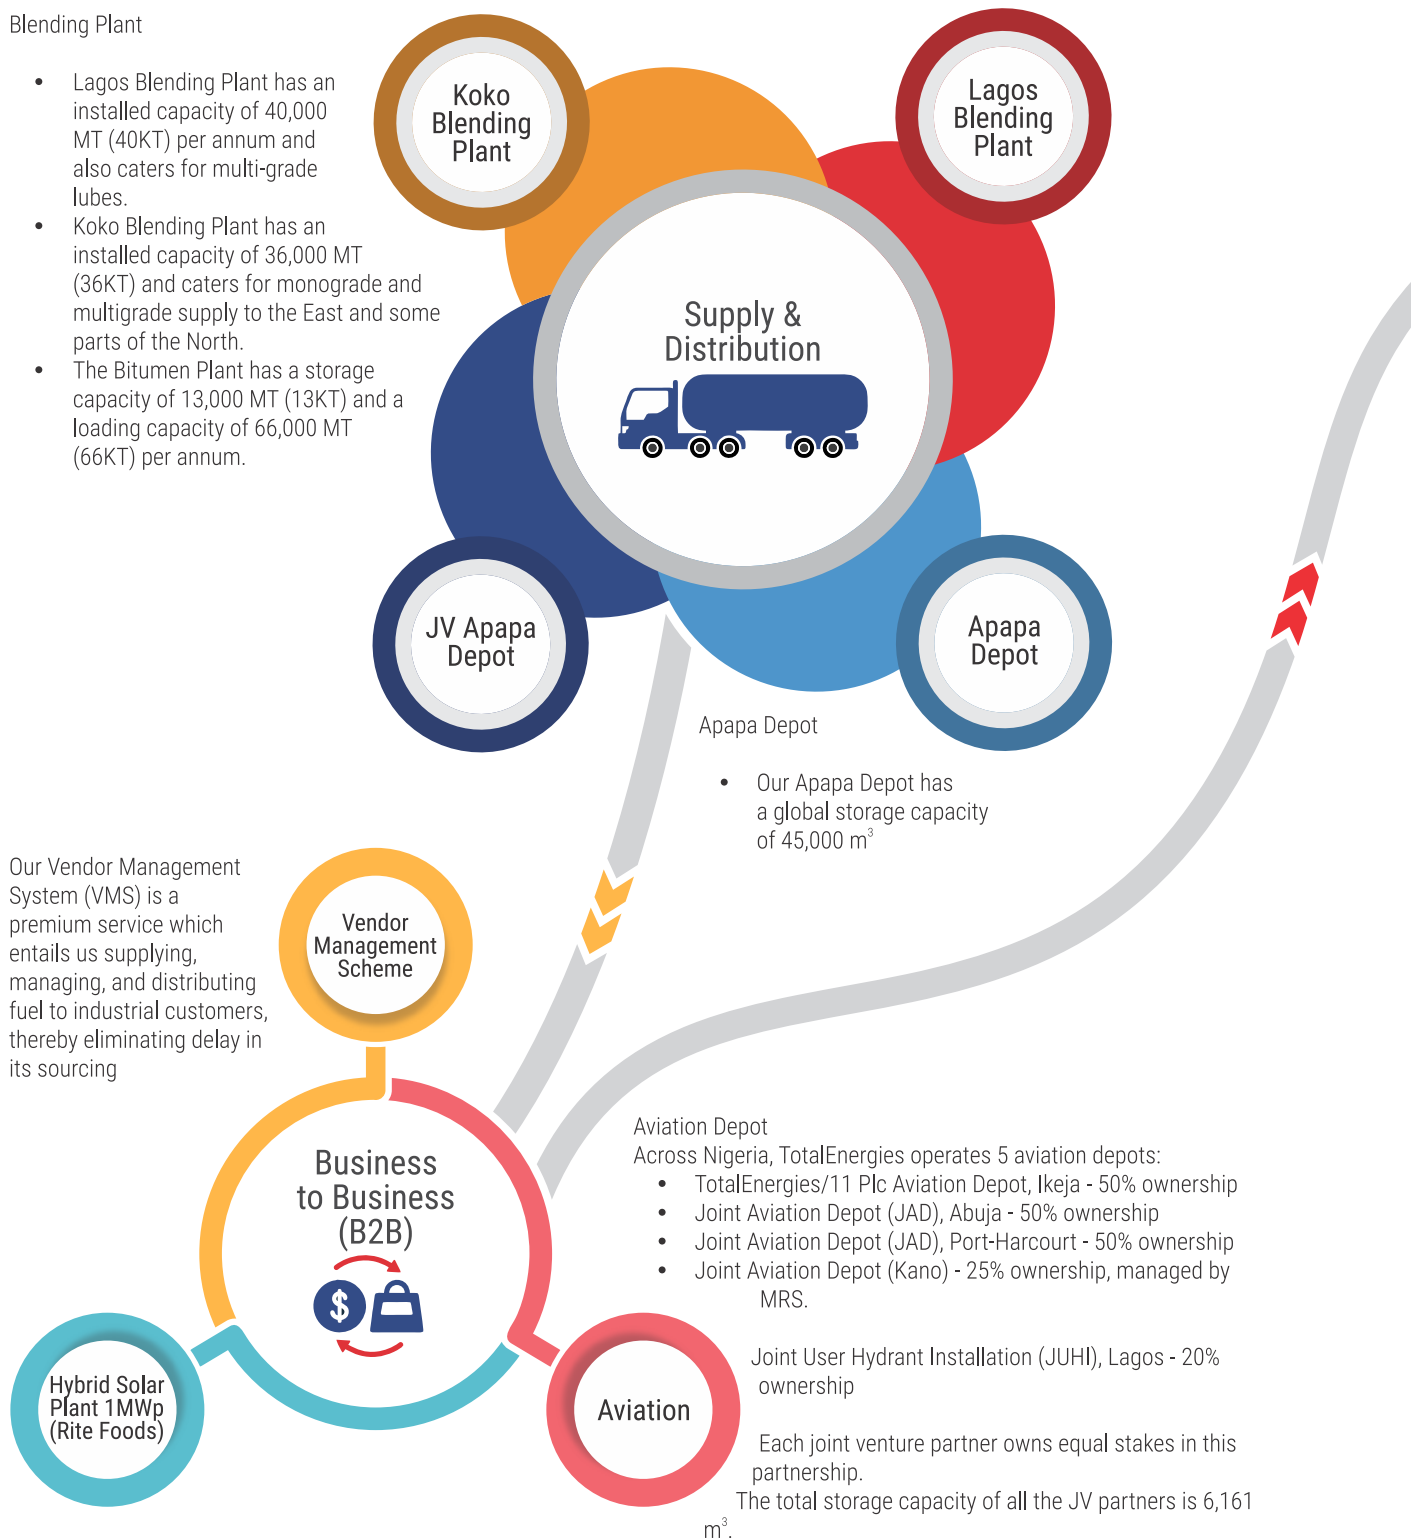 Blending Plant
• Lagos Blending Plant has an
installed capacity of 40,000
MT (40KT) per annum and
also caters for multi-grade
lubes.
• Koko Blending Plant has an
installed capacity of 36,000 MT
(36KT) and caters for monograde and
multigrade supply to the East and some
parts of the North.
• The Bitumen Plant has a storage
capacity of 13,000 MT (13KT) and a
loading capacity of 66,000 MT
(66KT) per annum.
Koko
Blending
Plant
Lagos
Blending
Plant
Supply &
Distribution
JV Apapa
Depot
Apapa
Depot
Apapa Depot
• Our Apapa Depot has
a global storage capacity
of 45,000 m³
Our Vendor Management
System (VMS) is a
premium service which
entails us supplying,
managing, and distributing
fuel to industrial customers,
thereby eliminating delay in
its sourcing
Vendor
Management
Scheme
Business
to Business
(B2B)
$
Hybrid Solar
Plant 1MWp
(Rite Foods)
Aviation
Aviation Depot
Across Nigeria, TotalEnergies operates 5 aviation depots:
• TotalEnergies/11 Plc Aviation Depot, Ikeja - 50% ownership
• Joint Aviation Depot (JAD), Abuja - 50% ownership
• Joint Aviation Depot (JAD), Port-Harcourt - 50% ownership
• Joint Aviation Depot (Kano) - 25% ownership, managed by
MRS.
Joint User Hydrant Installation (JUHI), Lagos - 20%
ownership
Each joint venture partner owns equal stakes in this
partnership.
The total storage capacity of all the JV partners is 6,161
m³.